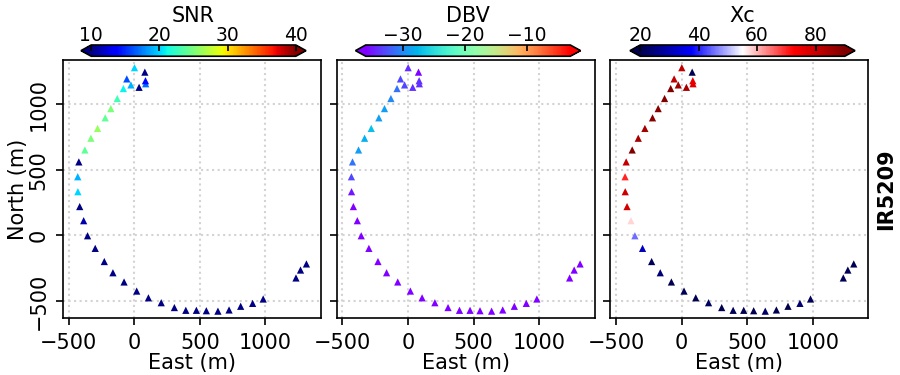 SNR DBV Xc
10 20 30 40 −30 −20 −10 20 40 60 80
1000
500
0
−500
North (m)
−500 0 500 1000 −500 0 500 1000 −500 0 500 1000
East (m) East (m) East (m)
IR5209